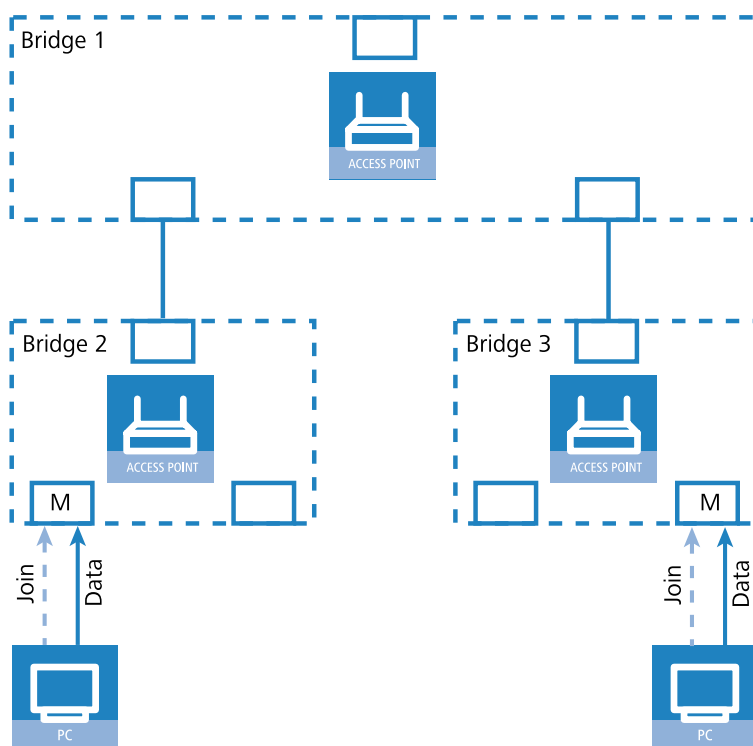 Bridge 1
ACCESS POINT
Bridge 2
Bridge 3
ACCESS POINT
ACCESS POINT
M
M
Join
Data
Join
Data
PC
PC